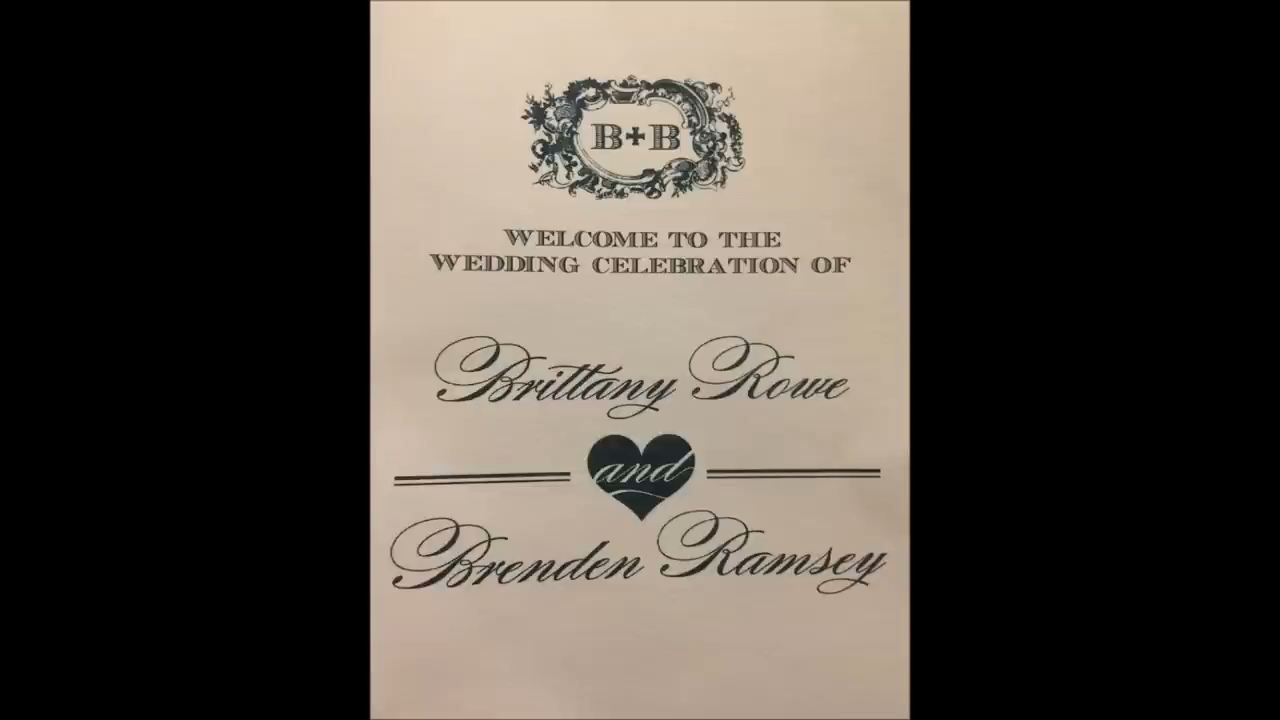 B+B
WELCOME TO THE
WEDDING CELEBRATION OF
Brittany Rowe
and
Brenden Ramsey